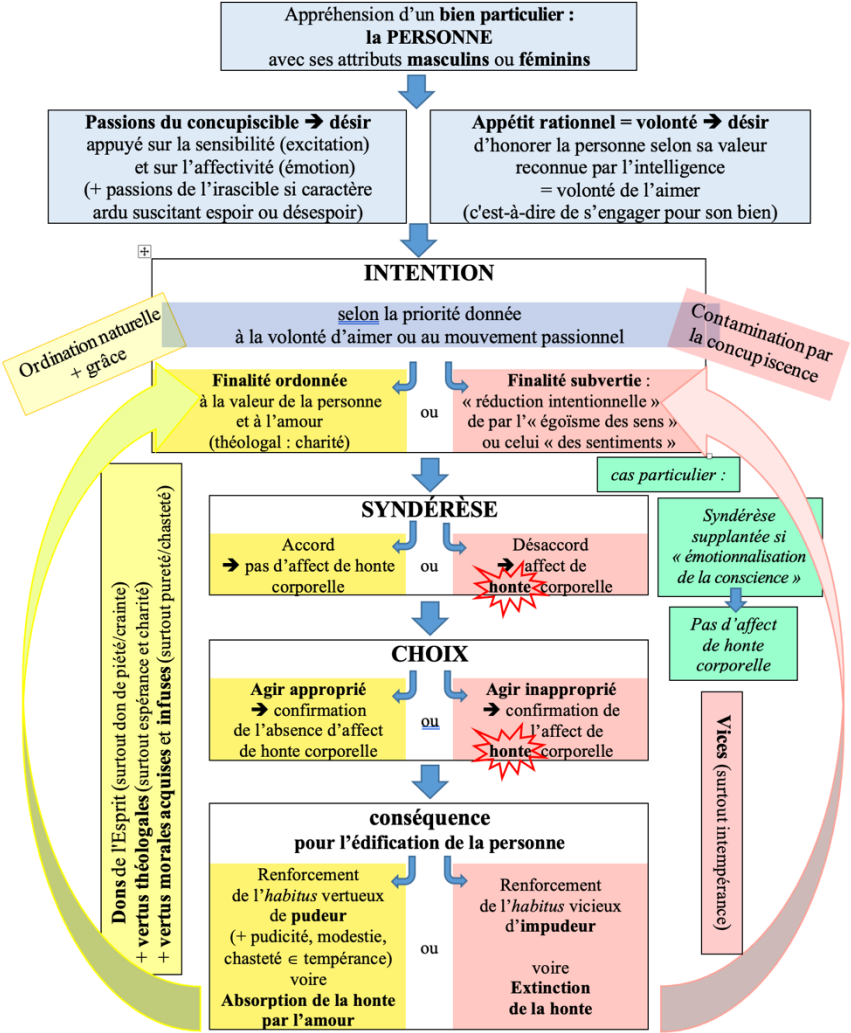 Appréhension d’un bien particulier :
la PERSONNE
avec ses attributs masculins ou féminins
Passions du concupiscible ➔ désir
appuyé sur la sensibilité (excitation)
et sur l’affectivité (émotion)
(+ passions de l’irascible si caractère
ardu suscitant espoir ou désespoir)
Appétit rationnel = volonté ➔ désir
d’honorer la personne selon sa valeur
reconnue par l’intelligence
= volonté de l’aimer
(c'est-à-dire de s’engager pour son bien)
INTENTION
selon la priorité donnée
à la volonté d’aimer ou au mouvement passionnel
Ordination naturelle
+ grâce
Contamination par
la concupiscence
Finalité ordonnée
à la valeur de la personne
et à l’amour
(théologal : charité)
ou
Finalité subvertie :
« réduction intentionnelle »
de par l’« égoïsme des sens »
ou celui « des sentiments »
cas particulier :
SYNDÉRÈSE
Accord
➔ pas d’affect de honte
corporelle
ou
Désaccord
➔ affect de
honte corporelle
Syndérèse
supplantée si
« émotionnalisation
de la conscience »
Pas d’affect
de honte
corporelle
CHOIX
Agir approprié
➔ confirmation
de l’absence d’affect
de honte corporelle
ou
Agir inapproprié
➔ confirmation de
l’affect de
honte corporelle
conséquence
pour l’édification de la personne
Renforcement
de l’habitus vertueux
de pudeur
(+ pudicité, modestie,
chasteté ∈ tempérance)
voire
Absorption de la honte
par l’amour
ou
Renforcement
de l’habitus vicieux
d’impudeur
voire
Extinction
de la honte
Dons de l'Esprit (surtout don de piété/crainte)
+ vertus théologales (surtout espérance et charité)
+ vertus morales acquises et infuses (surtout pureté/chasteté)
Vices (surtout intempérance)